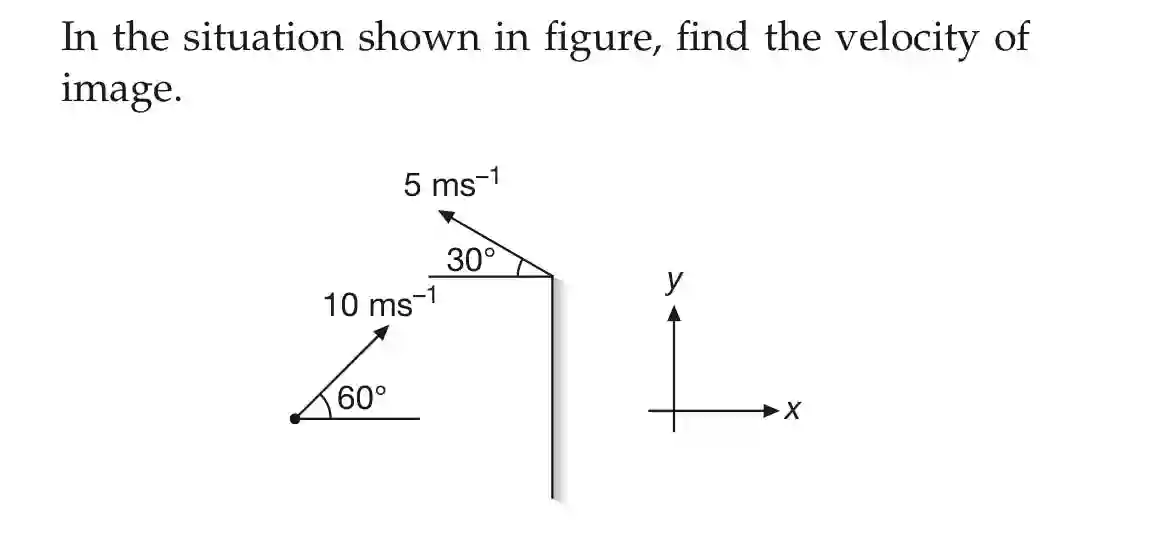 In the situation shown in figure, find the velocity of
image.
5 ms⁻¹
30°
10 ms⁻¹
60°
y
x